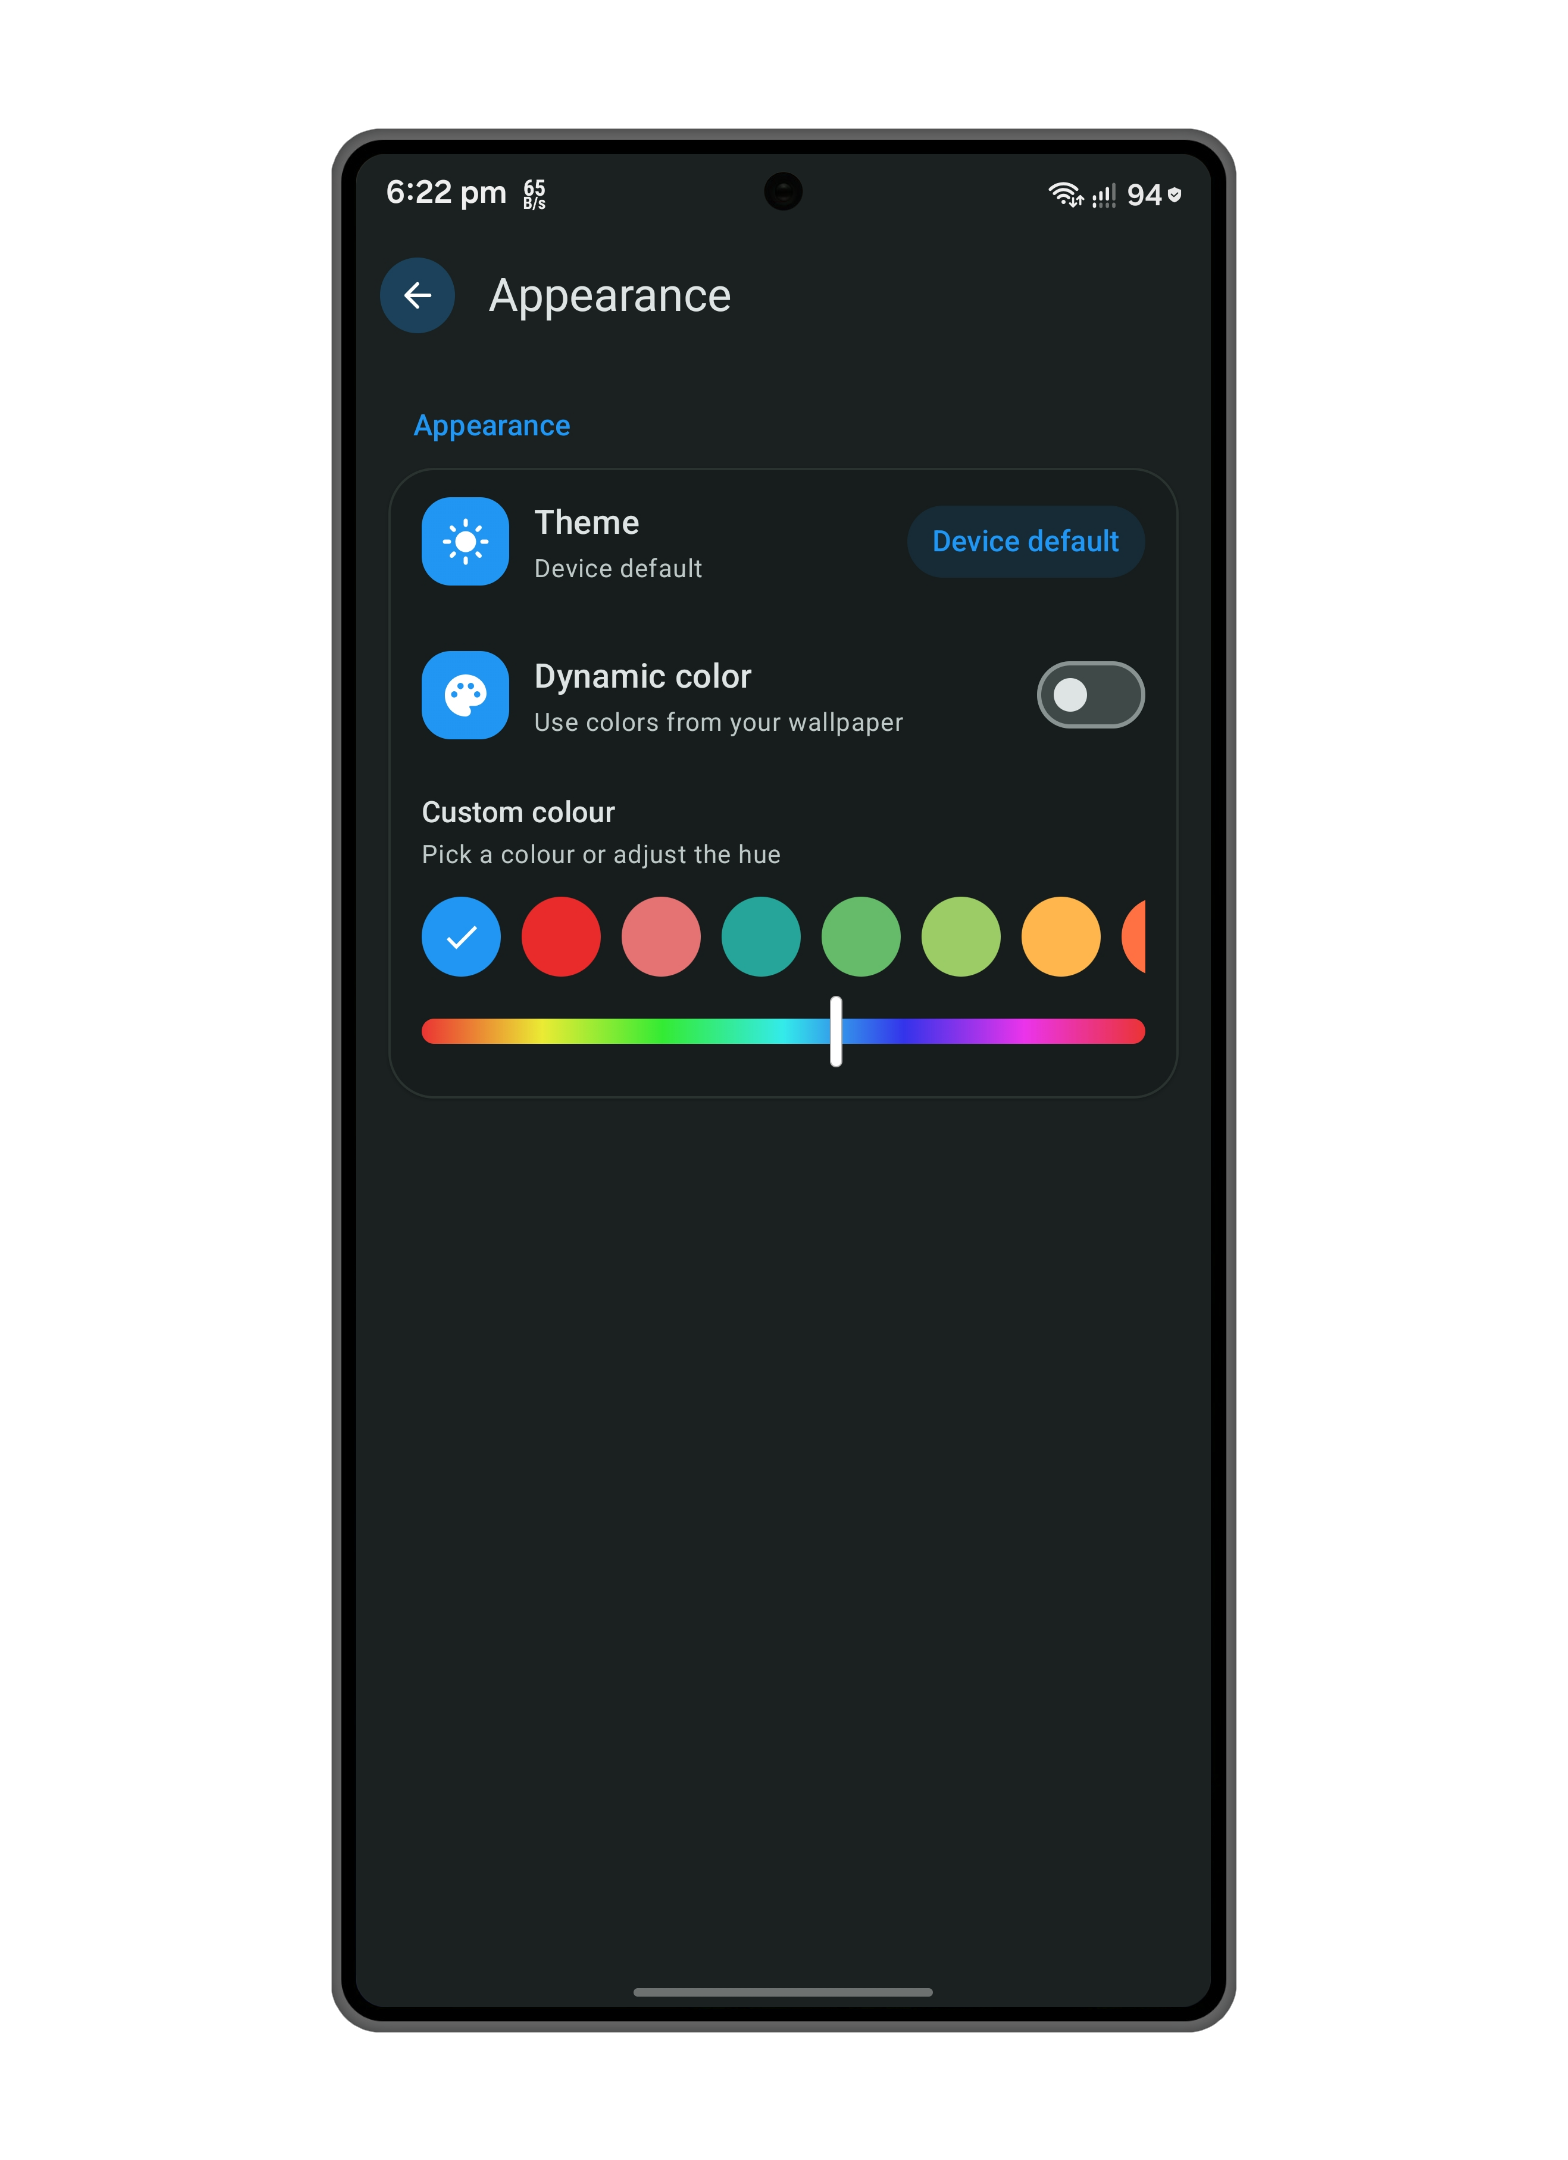 6:22 pm 65 B/s 94
Appearance
Appearance
Theme
Device default
Device default
Dynamic color
Use colors from your wallpaper
Custom colour
Pick a colour or adjust the hue